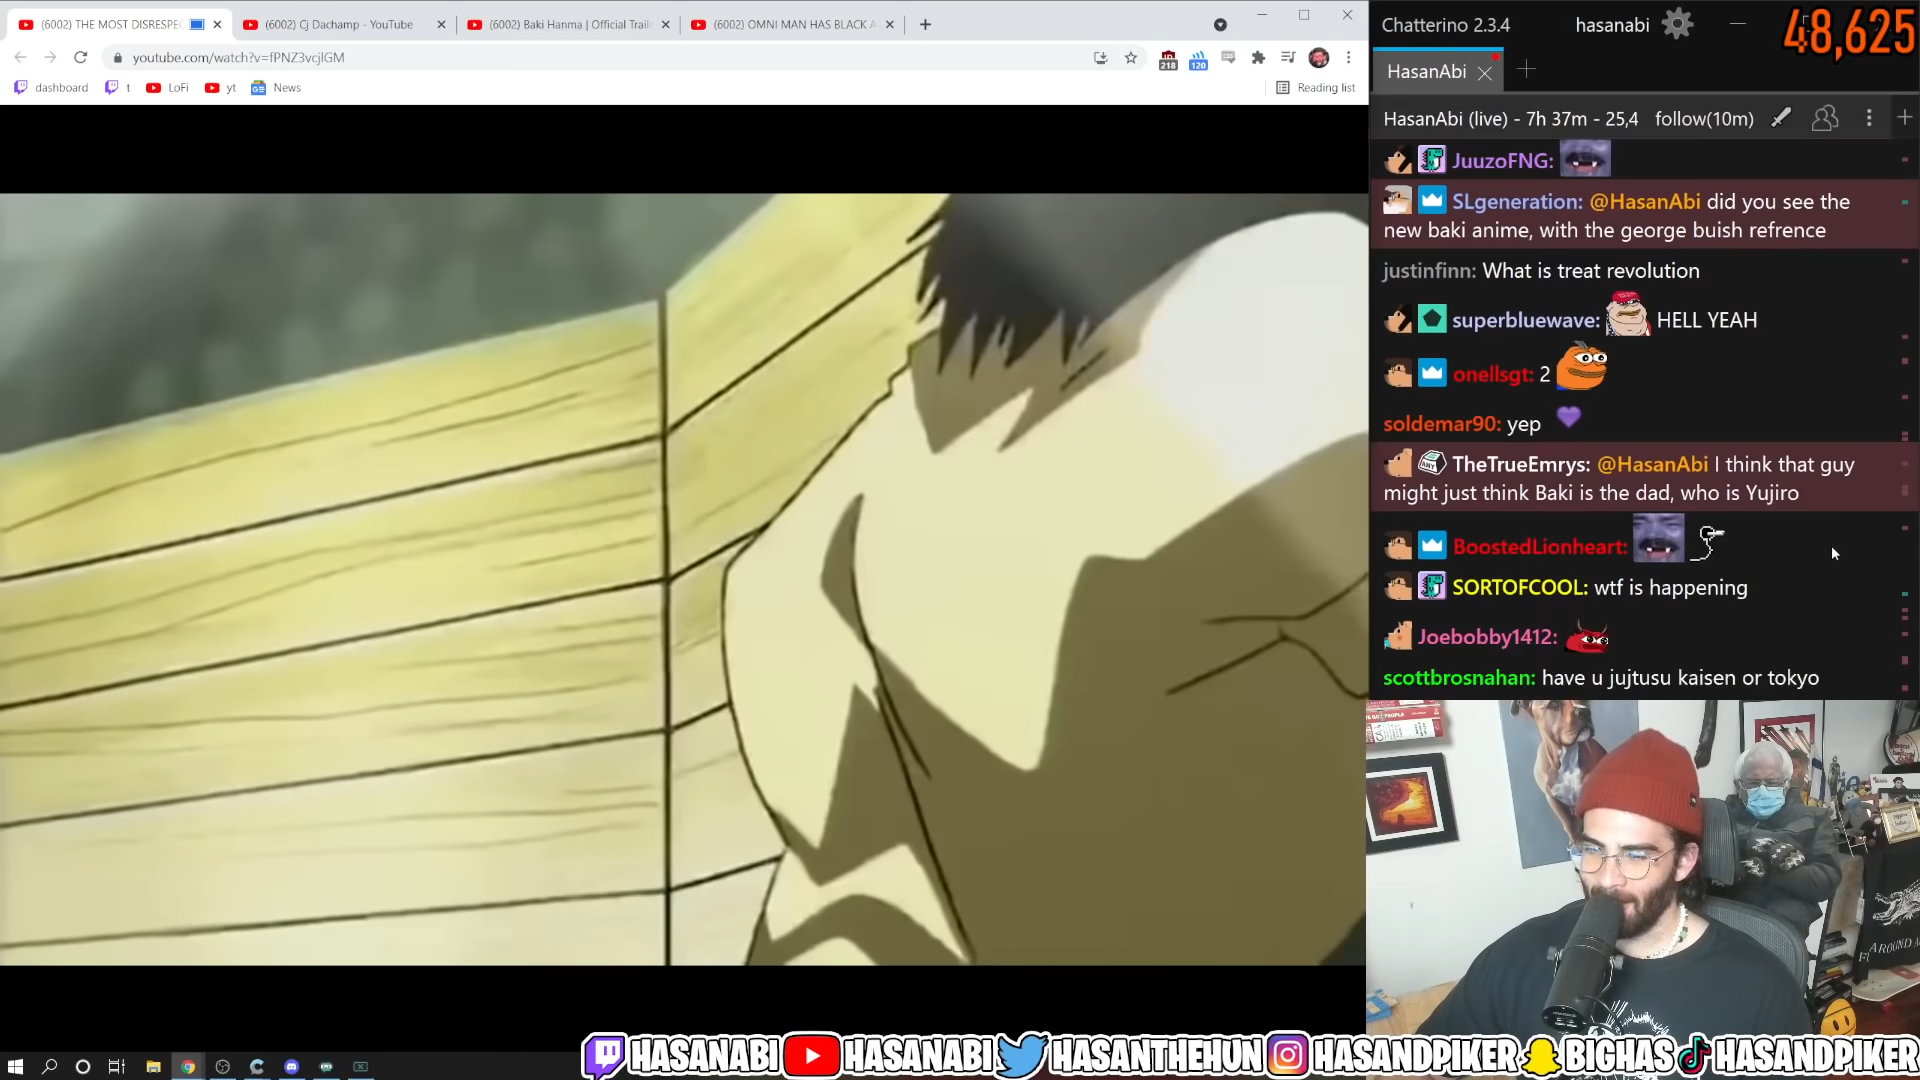 (6002) THE MOST DISRESPEC
(6002) Cj Dachamp - YouTube
(6002) Baki Hanma | Official Traile
(6002) OMNI MAN HAS BLACK A
youtube.com/watch?v=fPNZ3vcjlGM
218
120
dashboard
t
LoFi
yt
News
Reading list
Chatterino 2.3.4
hasanabi
48,625
HasanAbi
HasanAbi (live) - 7h 37m - 25,4
follow(10m)
JuuzoFNG:
SLgeneration: @HasanAbi did you see the
new baki anime, with the george buish refrence
justinfinn: What is treat revolution
superbluewave: HELL YEAH
onellsgt: 2
soldemar90: yep
TheTrueEmrys: @HasanAbi I think that guy
might just think Baki is the dad, who is Yujiro
BoostedLionheart:
SORTOFCOOL: wtf is happening
Joebobby1412:
scottbrosnahan: have u jujtusu kaisen or tokyo
HASANABI HASANABI HASANTHEHUN HASANDPIKER BIGHAS HASANDPIKER